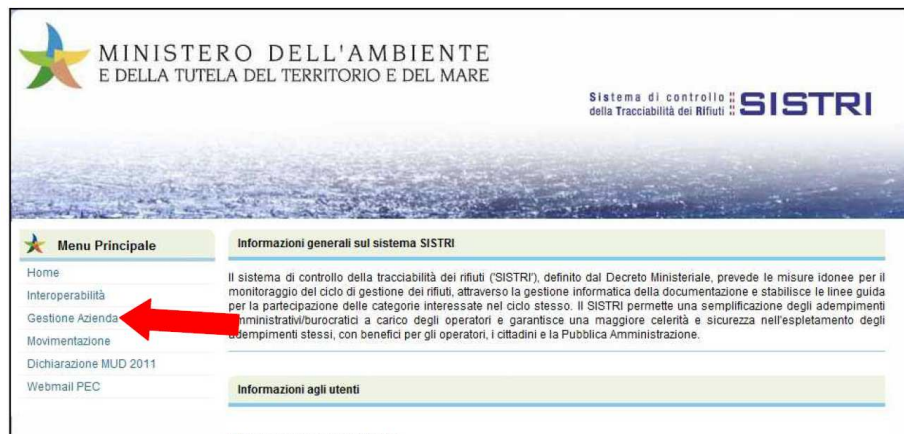 MINISTERO DELL'AMBIENTE
E DELLA TUTELA DEL TERRITORIO E DEL MARE
Sistema di controllo
della Tracciabilità dei Rifiuti
SISTRI
Menu Principale
Home
Interoperabilità
Gestione Azienda
Movimentazione
Dichiarazione MUD 2011
Webmail PEC
Informazioni generali sul sistema SISTRI
Il sistema di controllo della tracciabilità dei rifiuti ('SISTRI'), definito dal Decreto Ministeriale, prevede le misure idonee per il
monitoraggio del ciclo di gestione dei rifiuti, attraverso la gestione informatica della documentazione e stabilisce le linee guida
per la partecipazione delle categorie interessate nel ciclo stesso. Il SISTRI permette una semplificazione degli adempimenti
amministrativi/burocratici a carico degli operatori e garantisce una maggiore celerità e sicurezza nell'espletamento degli
adempimenti stessi, con benefici per gli operatori, i cittadini e la Pubblica Amministrazione.
Informazioni agli utenti